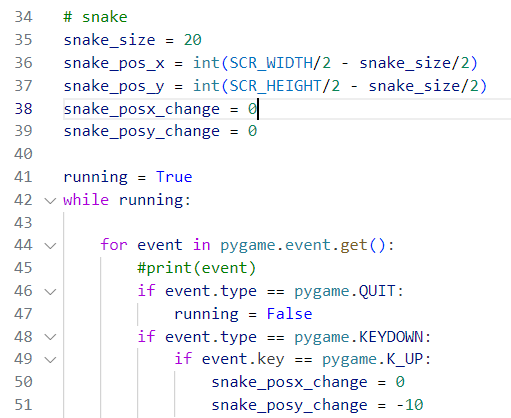 34 # snake
35 snake_size = 20
36 snake_pos_x = int(SCR_WIDTH/2 - snake_size/2)
37 snake_pos_y = int(SCR_HEIGHT/2 - snake_size/2)
38 snake_posx_change = 0
39 snake_posy_change = 0
40
41 running = True
42 while running:
43
44     for event in pygame.event.get():
45         #print(event)
46         if event.type == pygame.QUIT:
47             running = False
48         if event.type == pygame.KEYDOWN:
49             if event.key == pygame.K_UP:
50                 snake_posx_change = 0
51                 snake_posy_change = -10